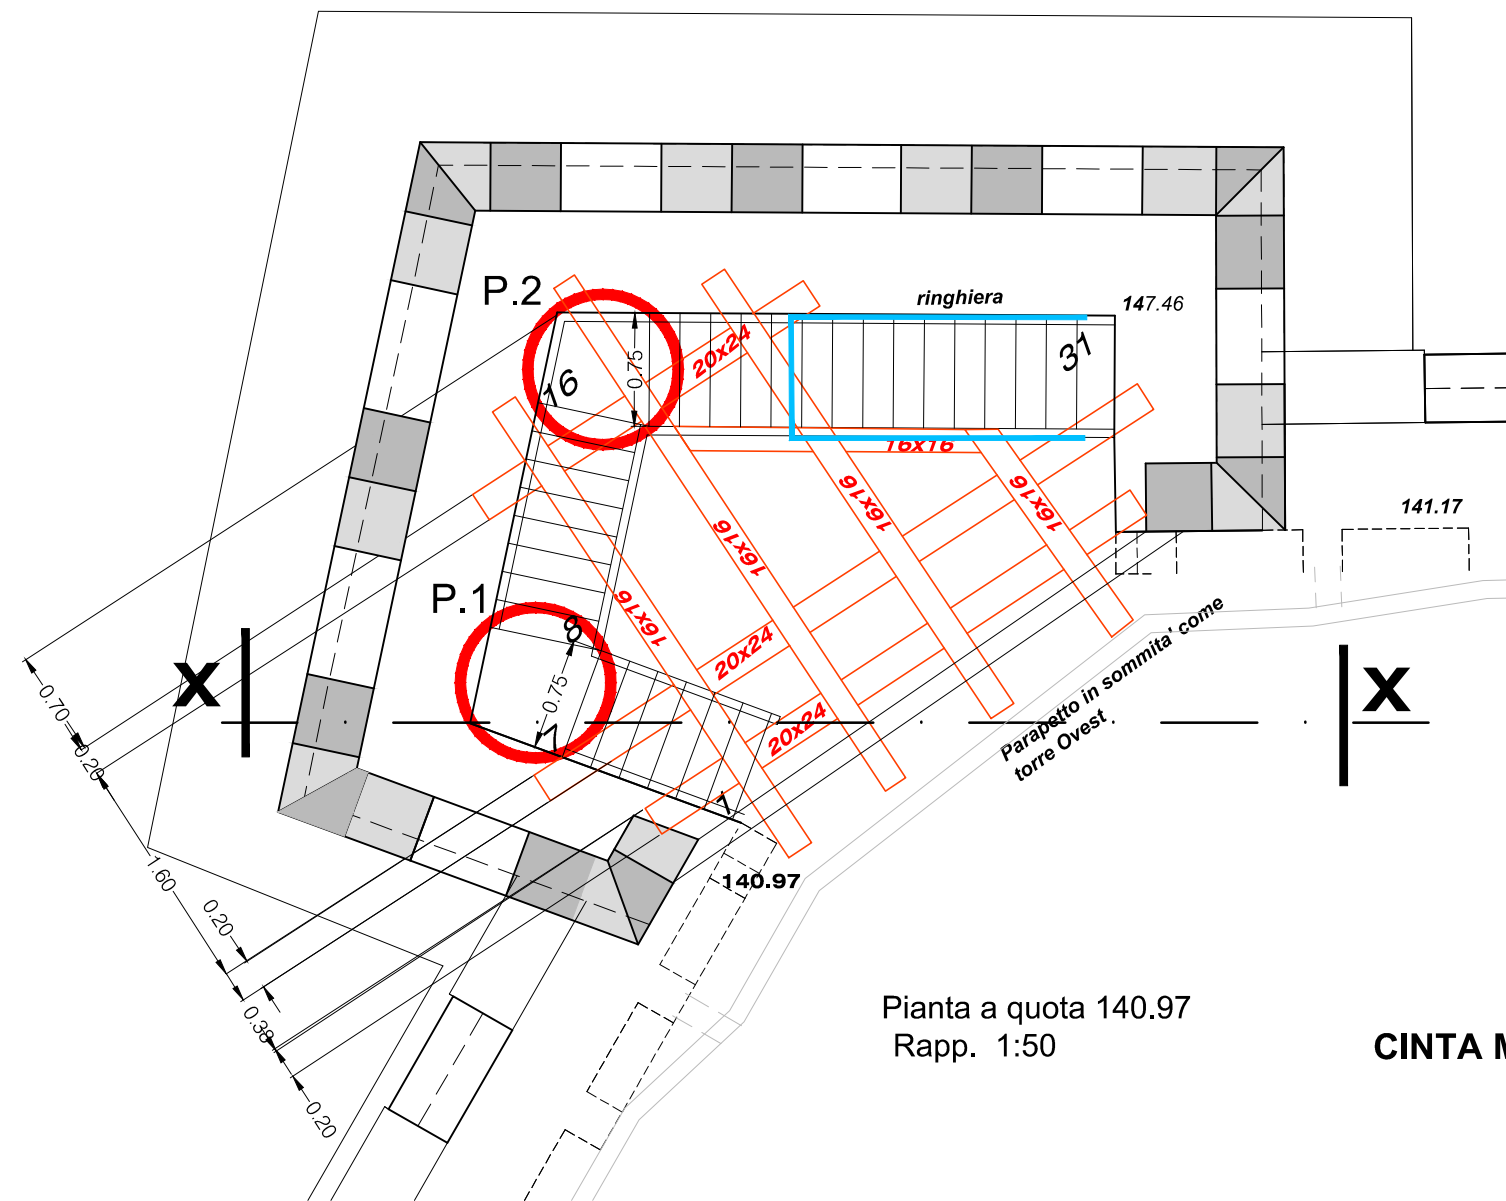 P.2
ringhiera
147.46
20x24
0.75
31
16
16x16
16x16
16x16
16x16
16x16
141.17
P.1
8
0.75
7
1
20x24
20x24
X
X
Parapetto in sommita' come
torre Ovest
0.70
0.20
1.60
0.20
0.38
0.20
140.97
Pianta a quota 140.97
Rapp. 1:50
CINTA M